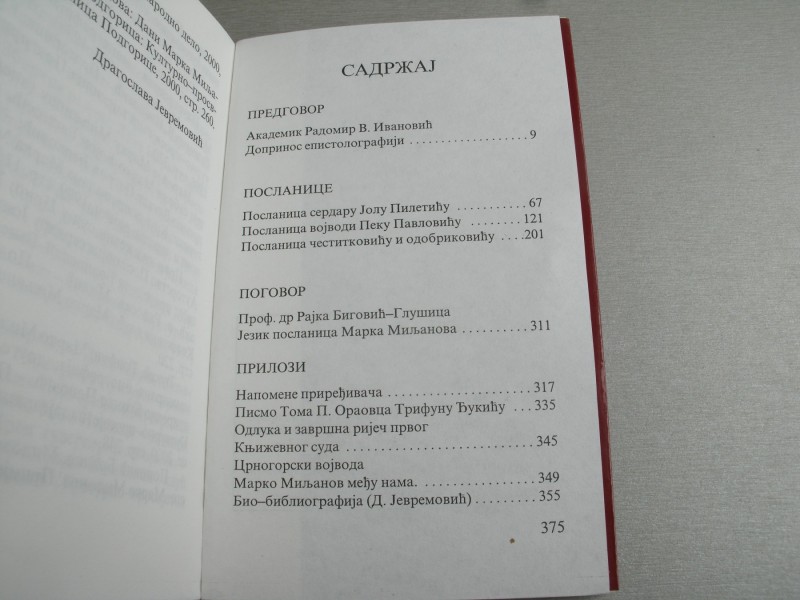 ародно дело, 2000.
ова: Дани Марка Миља-
одгорица: Културно–просв-
ница Подгорице, 2000, стр. 260.
Драгослава Јевремовић
САДРЖАЈ
ПРЕДГОВОР
Академик Радомир В. Ивановић
Допринос епистолографији . . . . . . . . . . . . . . . . . 9
ПОСЛАНИЦЕ
Посланица сердару Јолу Пилетићу . . . . . . . . . . 67
Посланица војводи Пеку Павловићу . . . . . . . 121
Посланица честитковићу и одобриковићу . . . .201
ПОГОВОР
Проф. др Рајка Биговић–Глушица
Језик посланица Марка Миљанова . . . . . . . . . . 311
ПРИЛОЗИ
Напомене приређивача . . . . . . . . . . . . . . . . . . 317
Писмо Тома П. Ораовца Трифуну Ђукићу . . . 335
Одлука и завршна ријеч првог
Књижевног суда . . . . . . . . . . . . . . . . . . . . . . . . 345
Црногорски војвода
Марко Миљанов међу нама. . . . . . . . . . . . . . . 349
Био–библиографија (Д. Јевремовић) . . . . . . . . 355
375